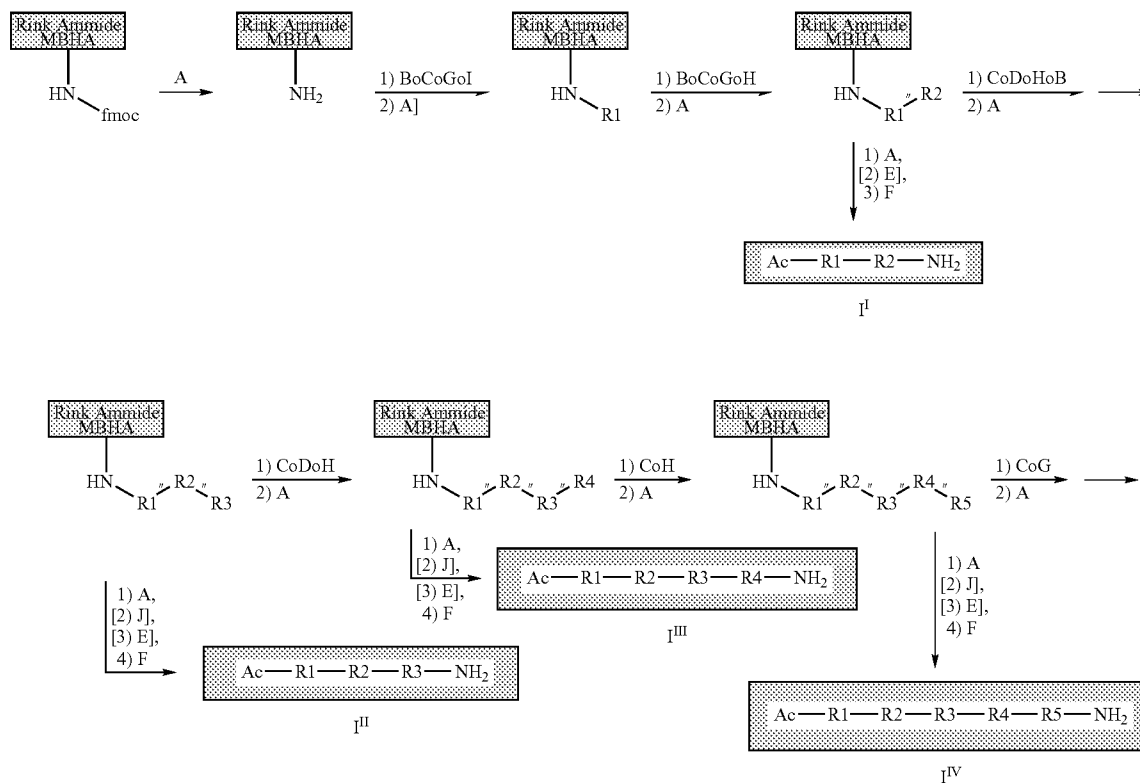 Rink Ammide
MBHA
Rink Ammide
MBHA
Rink Ammide
MBHA
Rink Ammide
MBHA
HN
fmoc
A
NH2
1) BoCoGoI
2) A]
HN
R1
1) BoCoGoH
2) A
HN
R1
"
R2
1) CoDoHoB
2) A
1) A,
[2) E],
3) F
Ac—R1—R2—NH2
I^I
Rink Ammide
MBHA
Rink Ammide
MBHA
Rink Ammide
MBHA
HN
R1
"
R2
"
R3
1) CoDoH
2) A
HN
R1
"
R2
"
R3
"
R4
1) CoH
2) A
HN
R1
"
R2
"
R3
"
R4
"
R5
1) CoG
2) A
1) A,
[2) J],
[3) E],
4) F
Ac—R1—R2—R3—R4—NH2
I^III
1) A,
[2) J],
[3) E],
4) F
Ac—R1—R2—R3—NH2
I^II
1) A
[2) J],
[3) E],
4) F
Ac—R1—R2—R3—R4—R5—NH2
I^IV